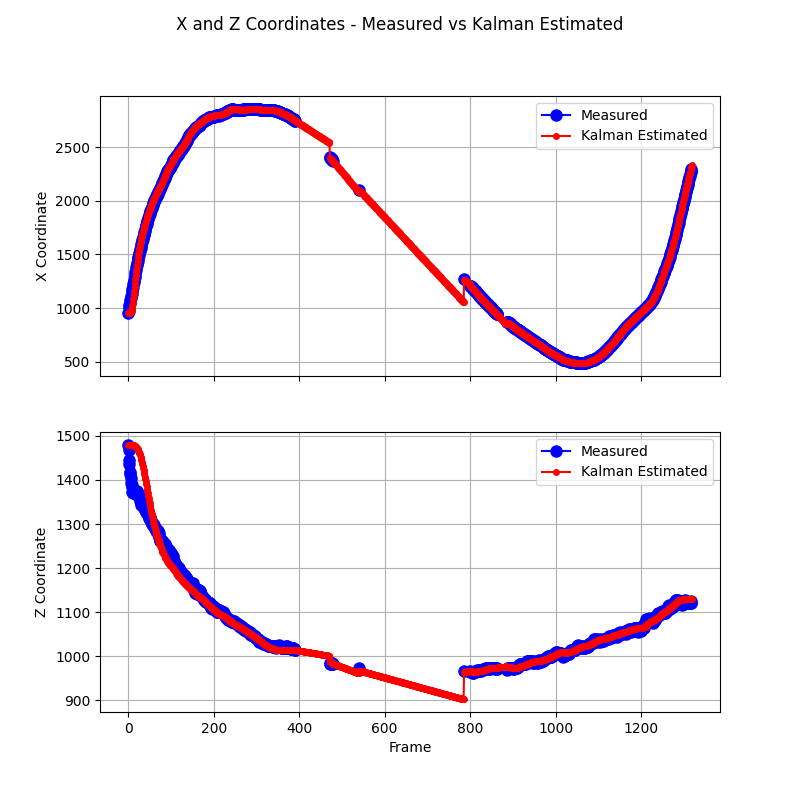 X and Z Coordinates - Measured vs Kalman Estimated
X Coordinate
2500
2000
1500
1000
500
Measured
Kalman Estimated
Z Coordinate
1500
1400
1300
1200
1100
1000
900
Measured
Kalman Estimated
0 200 400 600 800 1000 1200
Frame